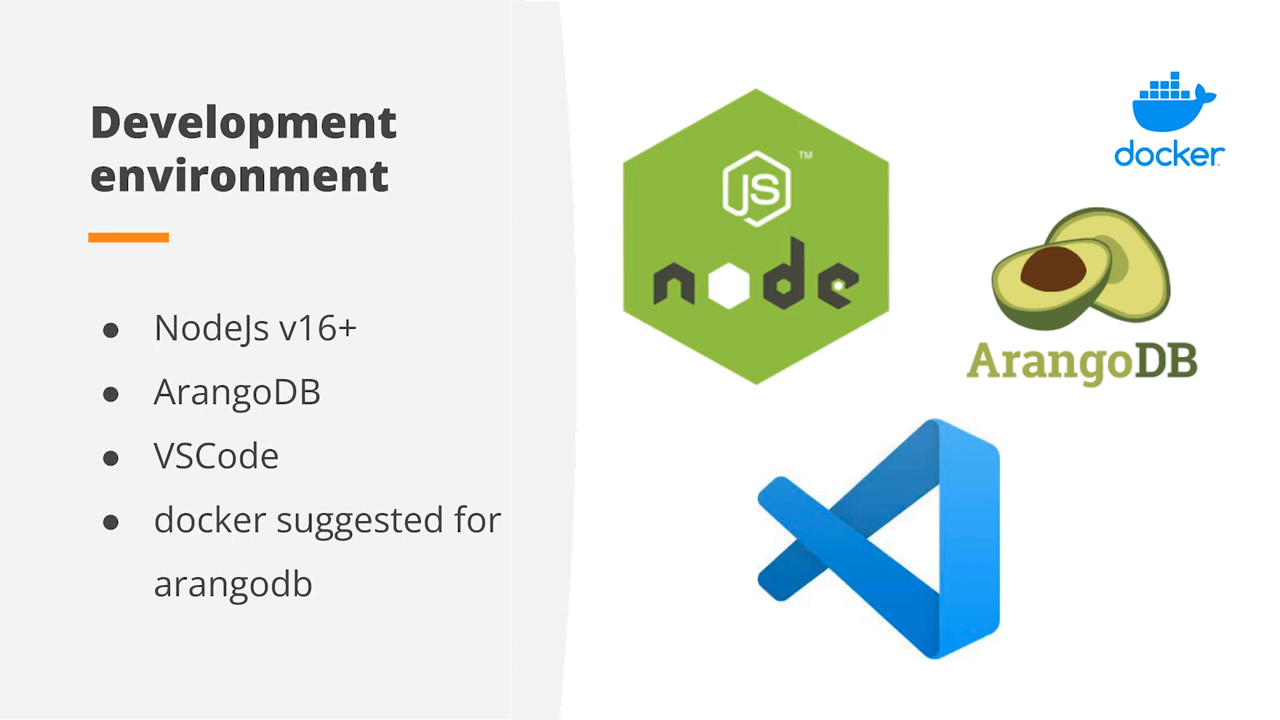 Development
environment
● NodeJs v16+
● ArangoDB
● VSCode
● docker suggested for
arangodb
JS
TM
node
docker
ArangoDB